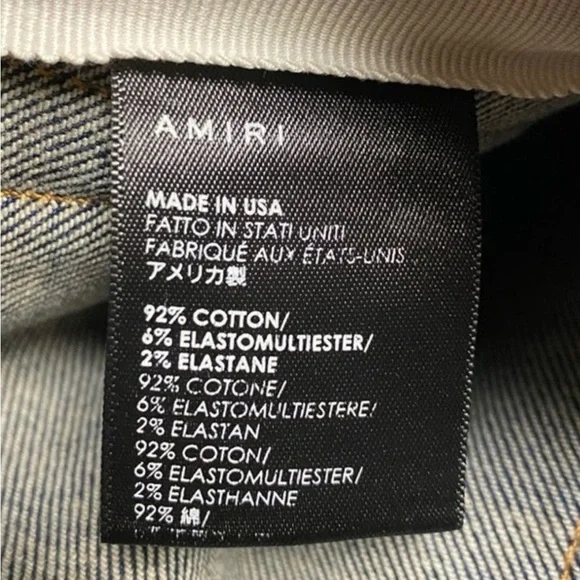 AMIRI
MADE IN USA
FATTO IN STATI UNITI
FABRIQUÉ AUX ÉTATS-UNIS
アメリカ製
92% COTTON/
6% ELASTOMULTIESTER/
2% ELASTANE
92% COTONE/
6% ELASTOMULTIESTERE/
2% ELASTAN
92% COTON/
6% ELASTOMULTIESTER/
2% ÉLASTHANNE
92% 綿/